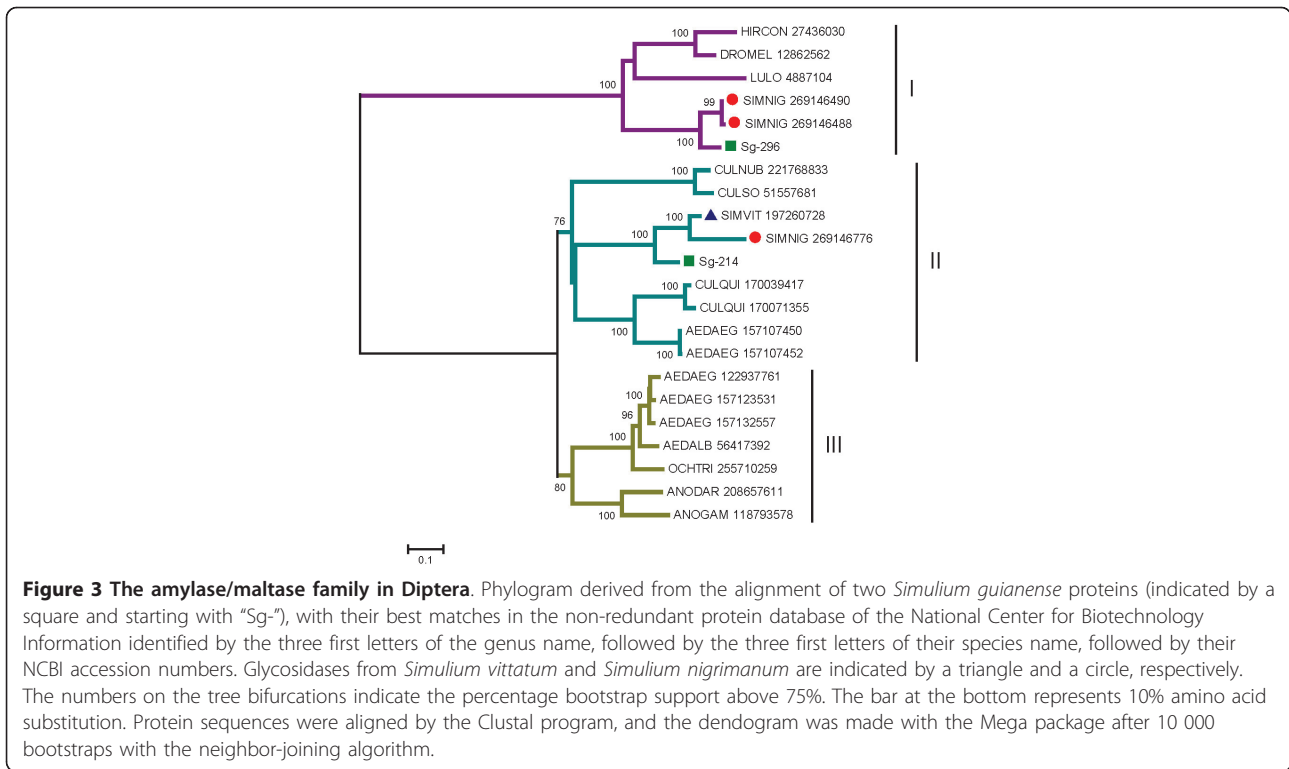 100
HIRCON 27436030
DROMEL 12862562
LULO 4887104
100
99
SIMNIG 269146490
SIMNIG 269146488
100
Sg-296
I
100
CULNUB 221768833
CULSO 51557681
76
100
SIMVIT 197260728
100
SIMNIG 269146776
Sg-214
II
100
CULQUI 170039417
CULQUI 170071355
100
AEDAEG 157107450
100
AEDAEG 157107452
AEDAEG 122937761
100
AEDAEG 157123531
96
AEDAEG 157132557
100
AEDALB 56417392
III
OCHTRI 255710259
80
ANODAR 208657611
100
ANOGAM 118793578
0.1
Figure 3 The amylase/maltase family in Diptera. Phylogram derived from the alignment of two Simulium guianense proteins (indicated by a
square and starting with “Sg-”), with their best matches in the non-redundant protein database of the National Center for Biotechnology
Information identified by the three first letters of the genus name, followed by the three first letters of their species name, followed by their
NCBI accession numbers. Glycosidases from Simulium vittatum and Simulium nigrimanum are indicated by a triangle and a circle, respectively.
The numbers on the tree bifurcations indicate the percentage bootstrap support above 75%. The bar at the bottom represents 10% amino acid
substitution. Protein sequences were aligned by the Clustal program, and the dendogram was made with the Mega package after 10 000
bootstraps with the neighbor-joining algorithm.